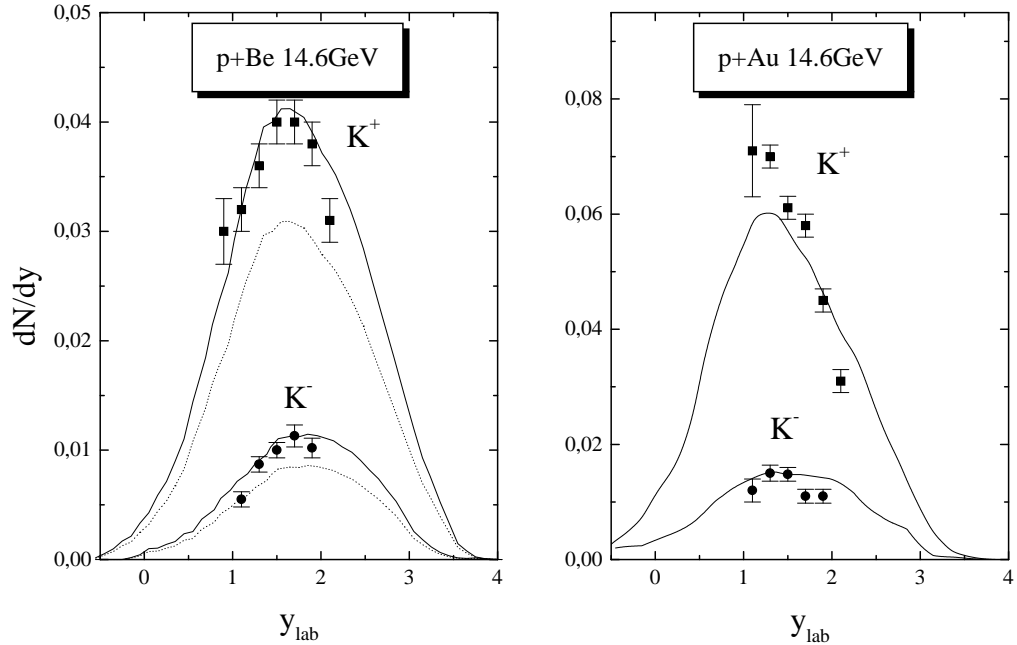 p+Be 14.6GeV
0,05
0,04
0,03
0,02
0,01
0,00
dN/dy
K⁺
K⁻
0 1 2 3 4
y_lab
p+Au 14.6GeV
0,08
0,06
0,04
0,02
0,00
K⁺
K⁻
0 1 2 3 4
y_lab